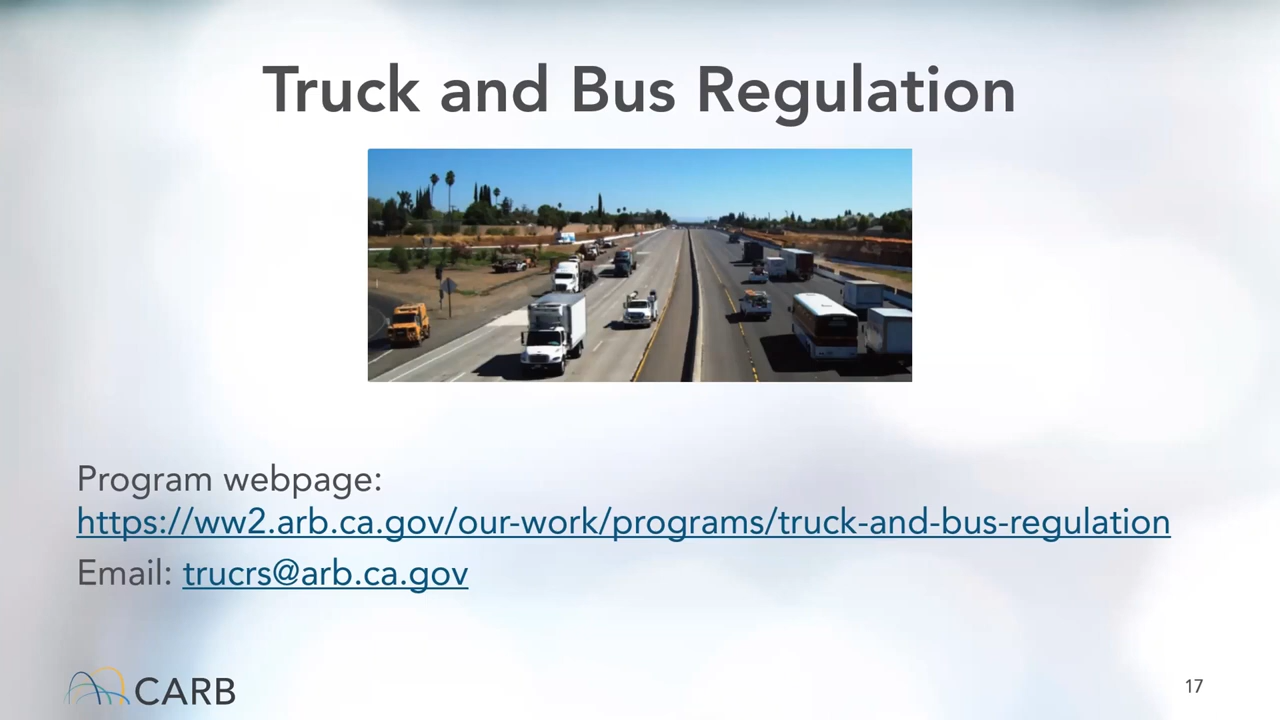 Truck and Bus Regulation
Program webpage:
https://ww2.arb.ca.gov/our-work/programs/truck-and-bus-regulation
Email: trucrs@arb.ca.gov
CARB
17